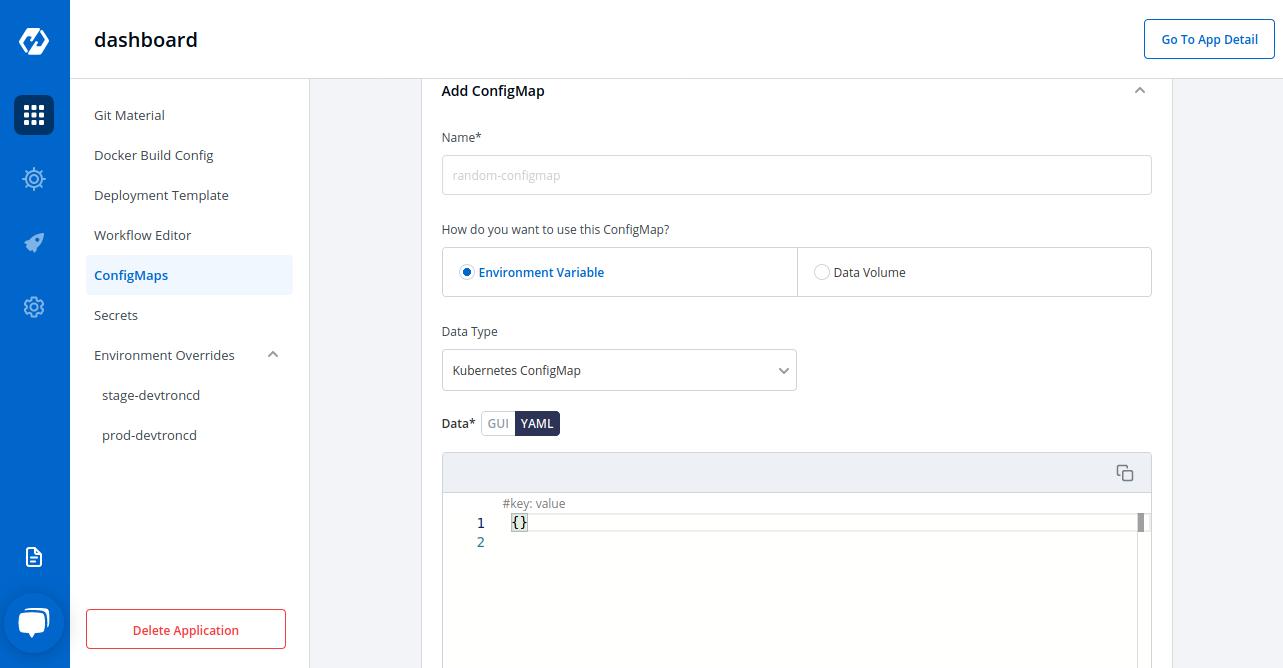 dashboard
Go To App Detail
Git Material
Docker Build Config
Deployment Template
Workflow Editor
ConfigMaps
Secrets
Environment Overrides
stage-devtroncd
prod-devtroncd
Delete Application
Add ConfigMap
Name*
random-configmap
How do you want to use this ConfigMap?
Environment Variable
Data Volume
Data Type
Kubernetes ConfigMap
Data* GUI YAML
#key: value
1 {}
2